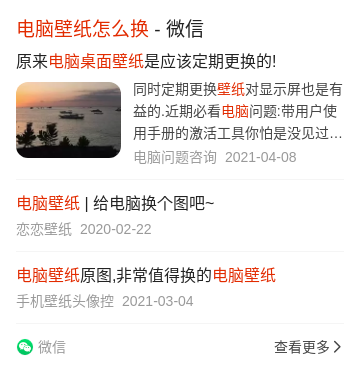 电脑壁纸怎么换 - 微信
原来电脑桌面壁纸是应该定期更换的!
同时定期更换壁纸对显示屏也是有
益的.近期必看电脑问题:带用户使
用手册的激活工具你怕是没见过...
电脑问题咨询 2021-04-08
电脑壁纸 | 给电脑换个图吧~
恋恋壁纸 2020-02-22
电脑壁纸原图,非常值得换的电脑壁纸
手机壁纸头像控 2021-03-04
微信 查看更多